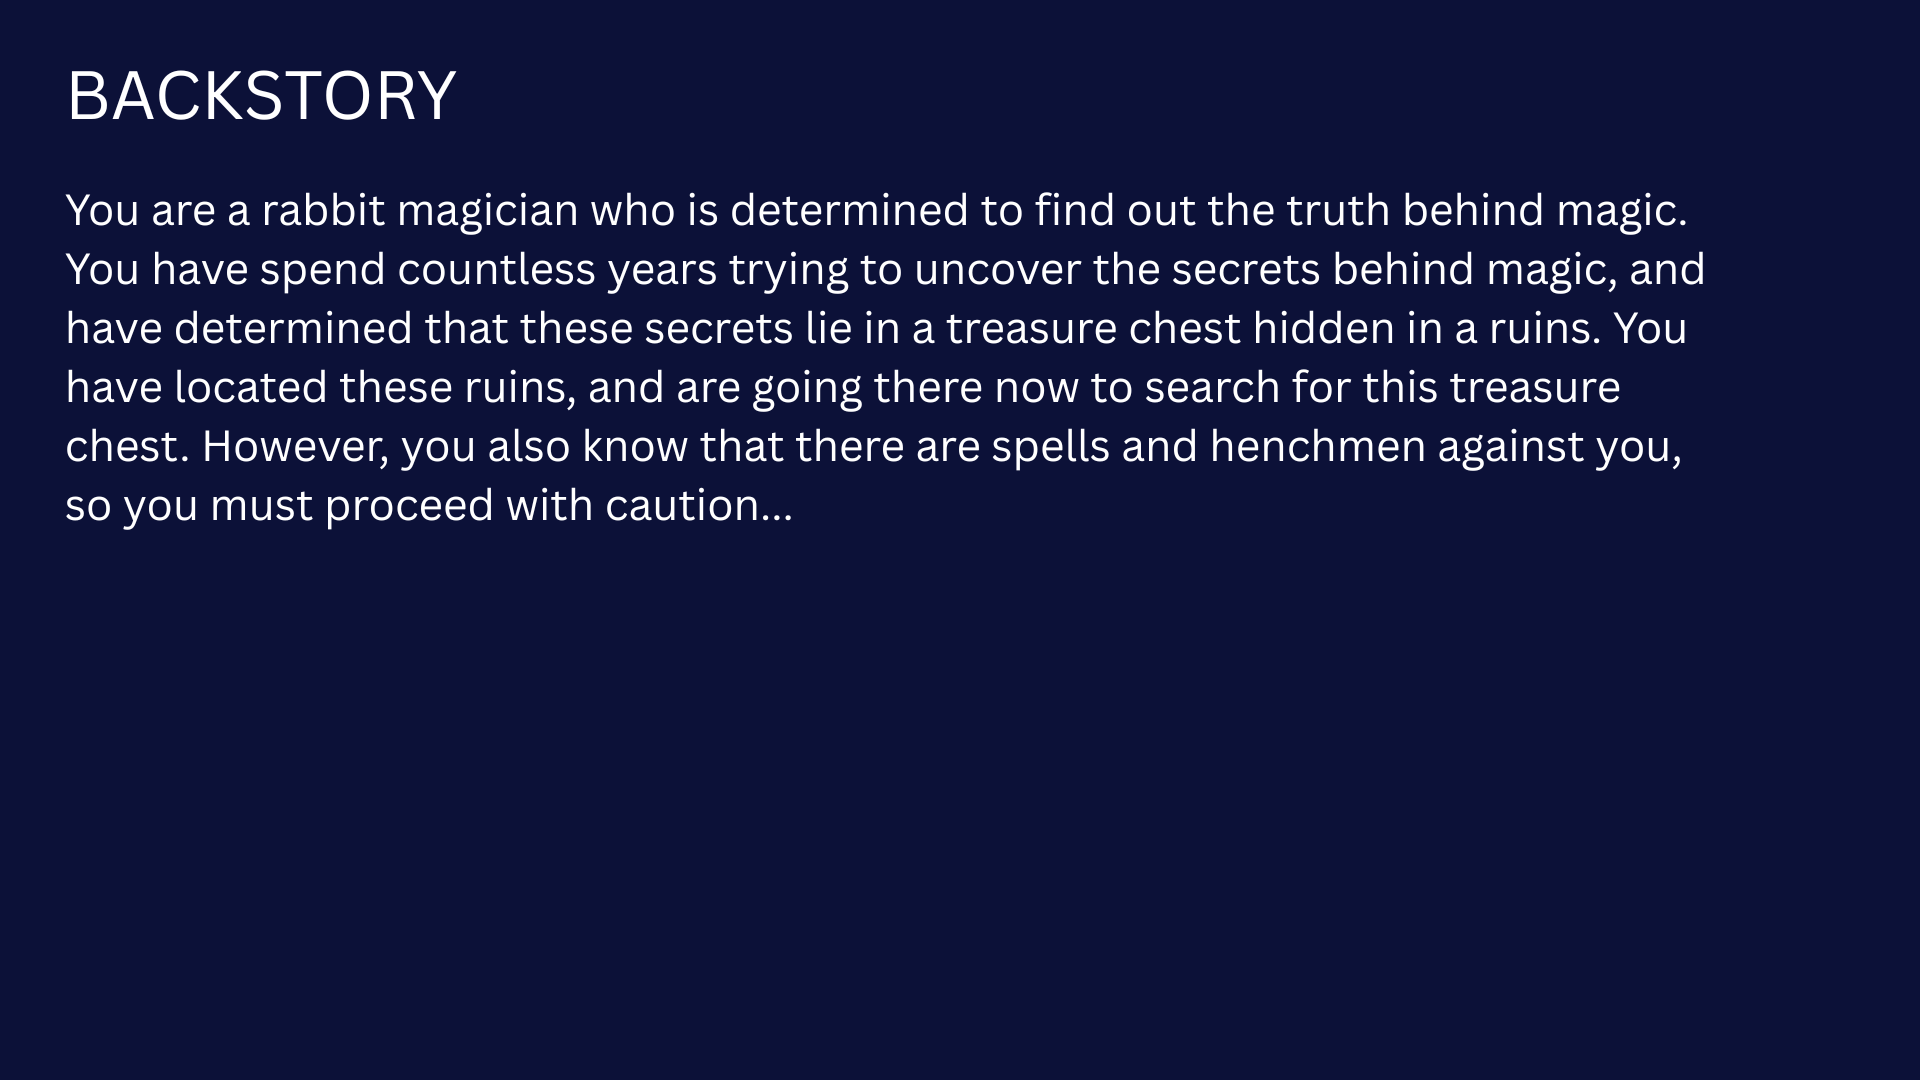 BACKSTORY
You are a rabbit magician who is determined to find out the truth behind magic.
You have spend countless years trying to uncover the secrets behind magic, and
have determined that these secrets lie in a treasure chest hidden in a ruins. You
have located these ruins, and are going there now to search for this treasure
chest. However, you also know that there are spells and henchmen against you,
so you must proceed with caution...